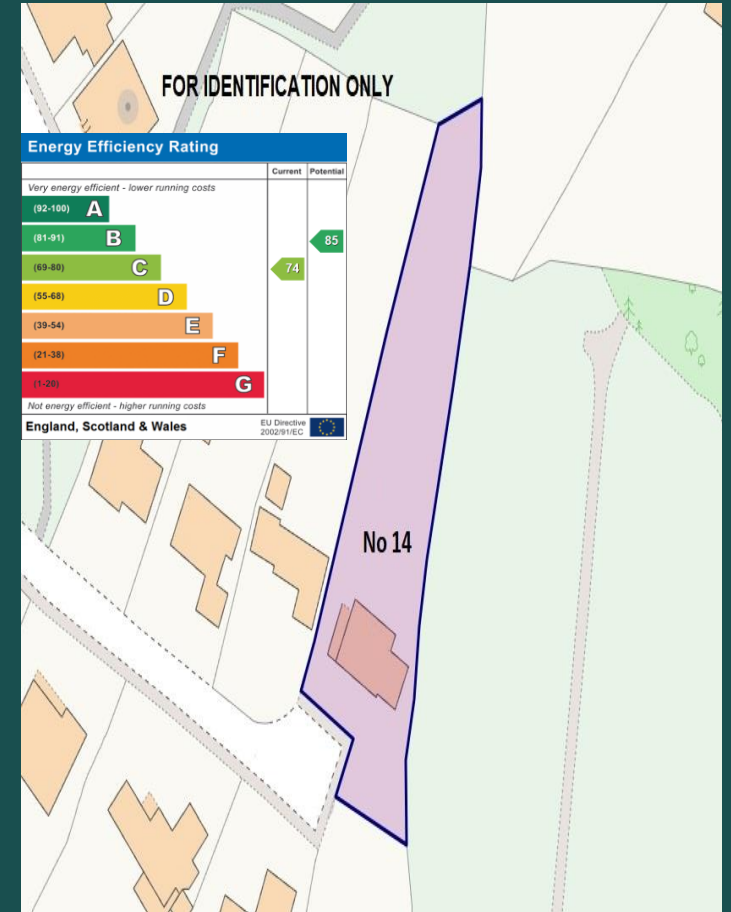 FOR IDENTIFICATION ONLY
Energy Efficiency Rating
Current Potential
Very energy efficient - lower running costs
(92-100) A
(81-91) B 85
(69-80) C 74
(55-68) D
(39-54) E
(21-38) F
(1-20) G
Not energy efficient - higher running costs
England, Scotland & Wales
EU Directive
2002/91/EC
No 14